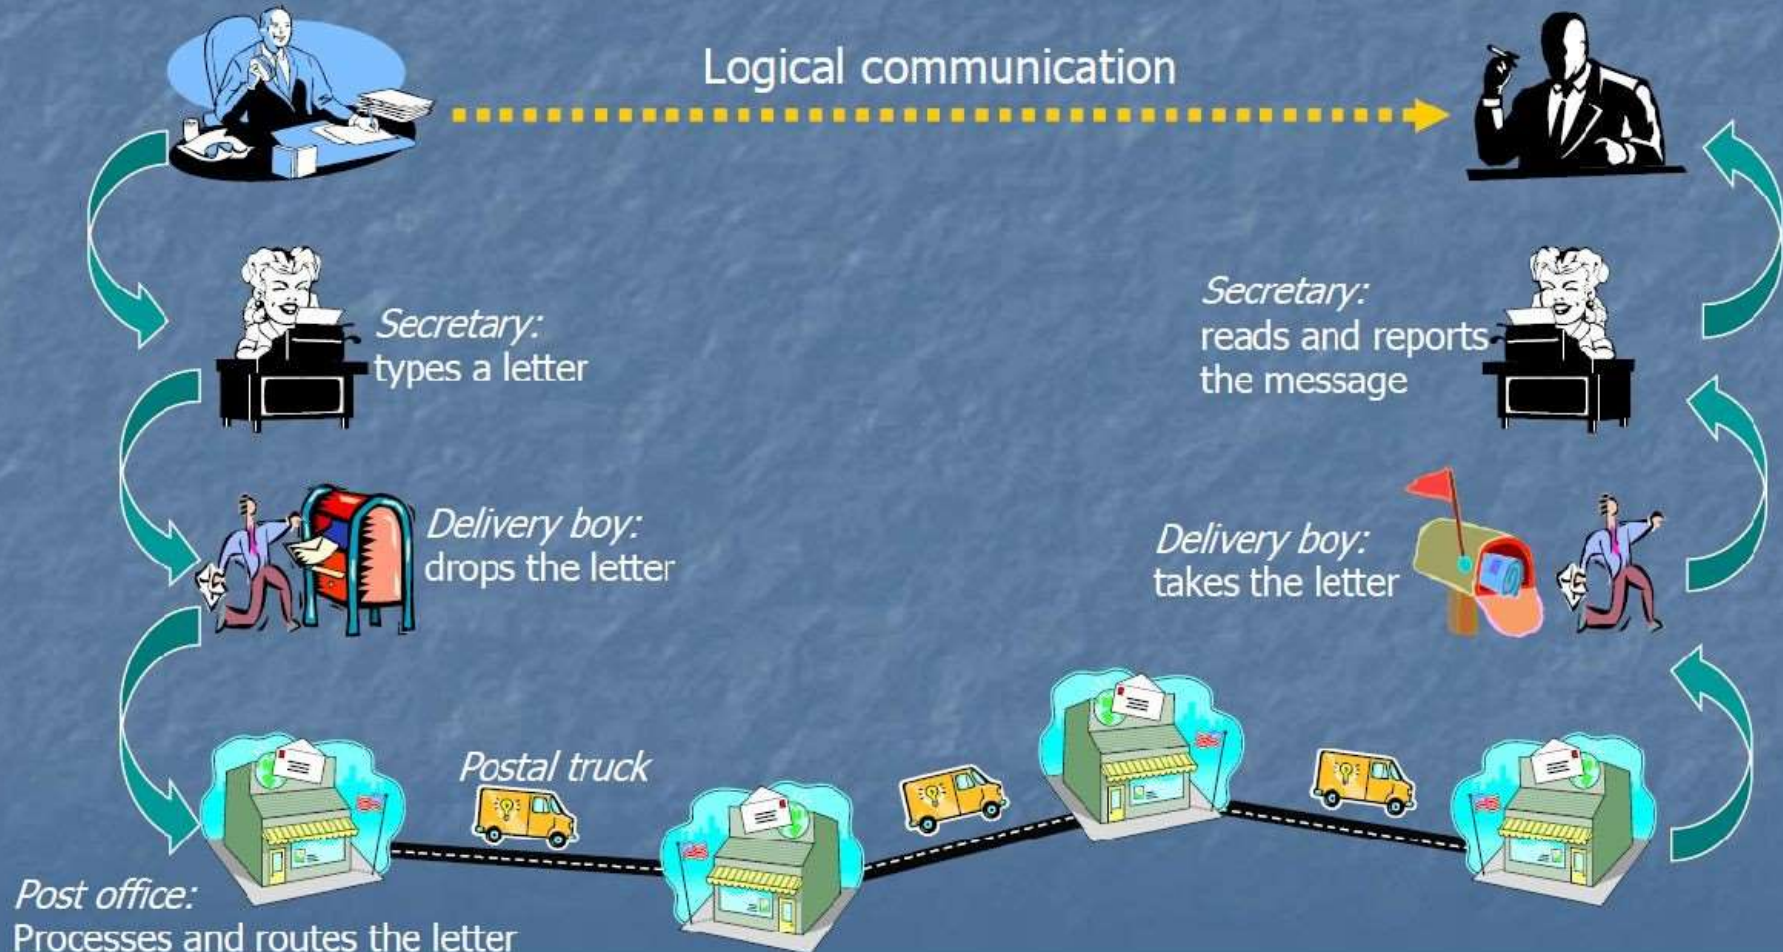 Logical communication
Secretary:
types a letter
Secretary:
reads and reports
the message
Delivery boy:
drops the letter
Delivery boy:
takes the letter
Postal truck
Post office:
Processes and routes the letter